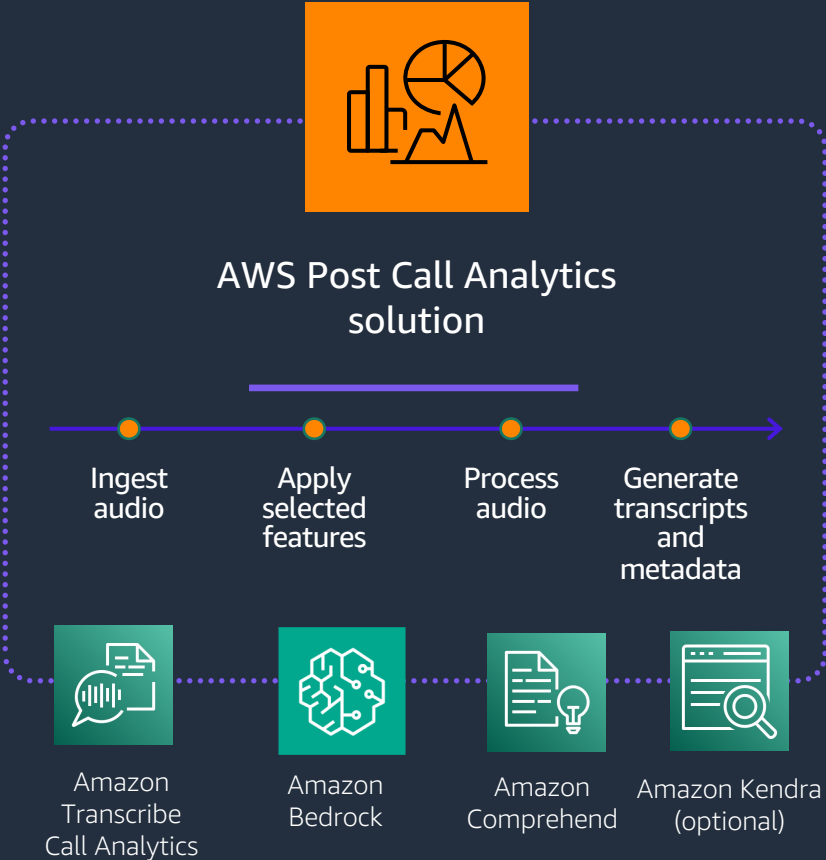 AWS Post Call Analytics
solution
Ingest
audio
Apply
selected
features
Process
audio
Generate
transcripts
and
metadata
Amazon
Transcribe
Call Analytics
Amazon
Bedrock
Amazon
Comprehend
Amazon Kendra
(optional)